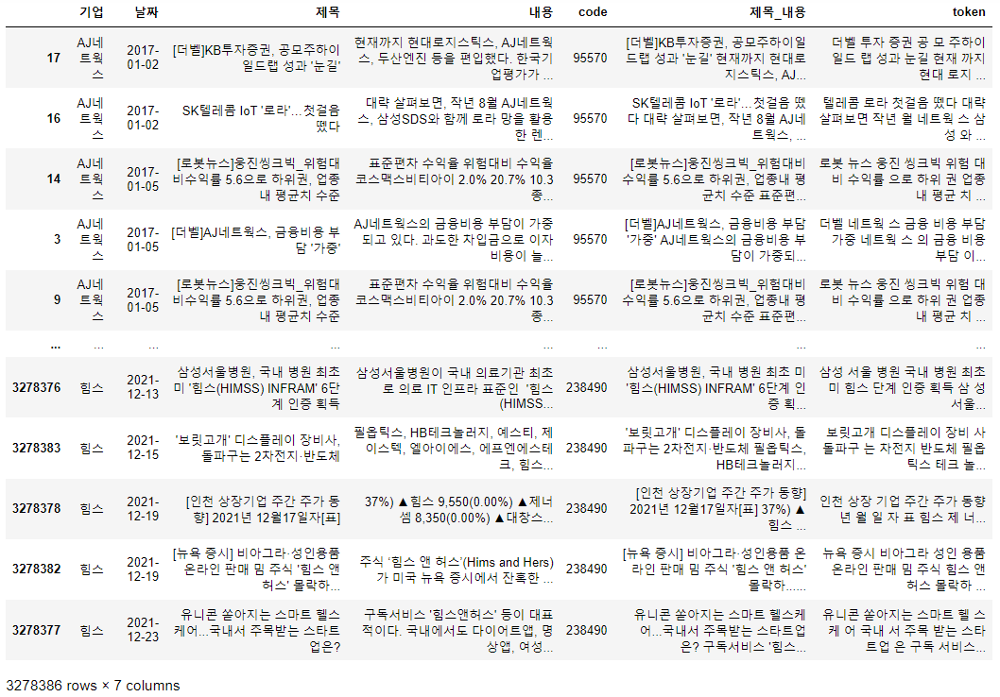 기업 날짜 제목 내용 code 제목_내용 token
17 AJ네트웍스 2017-01-02 [더벨]KB투자증권, 공모주하이일드랩 성과 '눈길' 현재까지 현대로지스틱스, AJ네트웍스, 두산엔진 등을 편입했다. 한국기업평가가 ... 95570 [더벨]KB투자증권, 공모주하이일드랩 성과 '눈길' 현재까지 현대로지스틱스, AJ... 더벨 투자 증권 공 모 주하이 일드 랩 성과 눈길 현재 까지 현대 로지 ...
16 AJ네트웍스 2017-01-02 SK텔레콤 IoT '로라'…첫걸음 뗐다 대략 살펴보면, 작년 8월 AJ네트웍스, 삼성SDS와 함께 로라 망을 활용한 렌... 95570 SK텔레콤 IoT '로라'…첫걸음 뗐다 대략 살펴보면, 작년 8월 AJ네트웍스, ... 텔레콤 로라 첫걸음 뗐다 대략 살펴보면 작년 월 네트웍 스 삼성 와 ...
14 AJ네트웍스 2017-01-05 [로봇뉴스]웅진씽크빅_위험대비수익률 5.6으로 하위권, 업종내 평균치 수준 표준편차 수익율 위험대비 수익율 코스맥스비티아이 2.0% 20.7% 10.3 종... 95570 [로봇뉴스]웅진씽크빅_위험대비수익률 5.6으로 하위권, 업종내 평균치 수준 표준편... 로봇 뉴스 웅진 씽크빅 위험 대비 수익률 으로 하위 권 업종 내 평균 치 ...
3 AJ네트웍스 2017-01-05 [더벨]AJ네트웍스, 금융비용 부담 '가중' AJ네트웍스의 금융비용 부담이 가중되고 있다. 과도한 차입금으로 이자비용이 늘... 95570 [더벨]AJ네트웍스, 금융비용 부담 '가중' AJ네트웍스의 금융비용 부담이 가중되... 더벨 네트웍 스 금융 비용 부담 가중 네트웍 스 의 금융 비용 부담 이...
9 AJ네트웍스 2017-01-05 [로봇뉴스]웅진씽크빅_위험대비수익률 5.6으로 하위권, 업종내 평균치 수준 표준편차 수익율 위험대비 수익율 코스맥스비티아이 2.0% 20.7% 10.3 종... 95570 [로봇뉴스]웅진씽크빅_위험대비수익률 5.6으로 하위권, 업종내 평균치 수준 표준편... 로봇 뉴스 웅진 씽크빅 위험 대비 수익률 으로 하위 권 업종 내 평균 치 ...
... ... ... ... ... ... ... ...
3278376 힘스 2021-12-13 삼성서울병원, 국내 병원 최초 미 '힘스(HIMSS) INFRAM' 6단계 인증 획득 삼성서울병원이 국내 의료기관 최초로 의료 IT 인프라 표준인 '힘스(HIMSS... 238490 삼성서울병원, 국내 병원 최초 미 '힘스(HIMSS) INFRAM' 6단계 인증 획... 삼성 서울 병원 국내 병원 최초 미 힘스 단계 인증 획득 삼 성 서울...
3278383 힘스 2021-12-15 '보릿고개' 디스플레이 장비사, 돌파구는 2차전지·반도체 필옵틱스, HB테크놀러지, 예스티, 제이스텍, 엘아이에스, 에프엔에스테크, 힘스... 238490 '보릿고개' 디스플레이 장비사, 돌파구는 2차전지·반도체 필옵틱스, HB테크놀러지... 보릿고개 디스플레이 장비 사 돌파구 는 차전지 반도체 필옵틱스 테크 놀...
3278378 힘스 2021-12-19 [인천 상장기업 주간 주가 동향] 2021년 12월17일자[표] 37%) ▲힘스 9,550(0.00%) ▲제너셈 8,350(0.00%) ▲대창스... 238490 [인천 상장기업 주간 주가 동향] 2021년 12월17일자[표] 37%) ▲힘스 ... 인천 상장 기업 주간 주가 동향 년 월 일 자 표 힘스 제 너...
3278382 힘스 2021-12-19 [뉴욕 증시] 비아그라·성인용품 온라인 판매 밈 주식 '힘스 앤 허스' 몰락하... 주식 '힘스 앤 허스'(Hims and Hers)가 미국 뉴욕 증시에서 잔혹한 ... 238490 [뉴욕 증시] 비아그라·성인용품 온라인 판매 밈 주식 '힘스 앤 허스' 몰락하...... 뉴욕 증시 비아그라 성인 용품 온라인 판매 밈 주식 힘스 앤 허스 몰락하 ...
3278377 힘스 2021-12-23 유니콘 쏟아지는 스마트 헬스케어...국내서 주목받는 스타트업은? 구독서비스 '힘스앤허스' 등이 대표적이다. 국내에서도 다이어트앱, 명상앱, 여성... 238490 유니콘 쏟아지는 스마트 헬스케어...국내서 주목받는 스타트업은? 구독서비스 '힘스... 유니콘 쏟아지는 스마트 헬 스케 어 국내 서 주목 받는 스타트업 은 구독 서비스...
3278386 rows × 7 columns